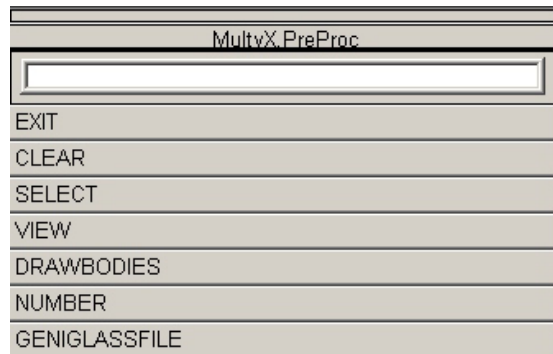 MultyX.PreProc
EXIT
CLEAR
SELECT
VIEW
DRAWBODIES
NUMBER
GENIGLASSFILE